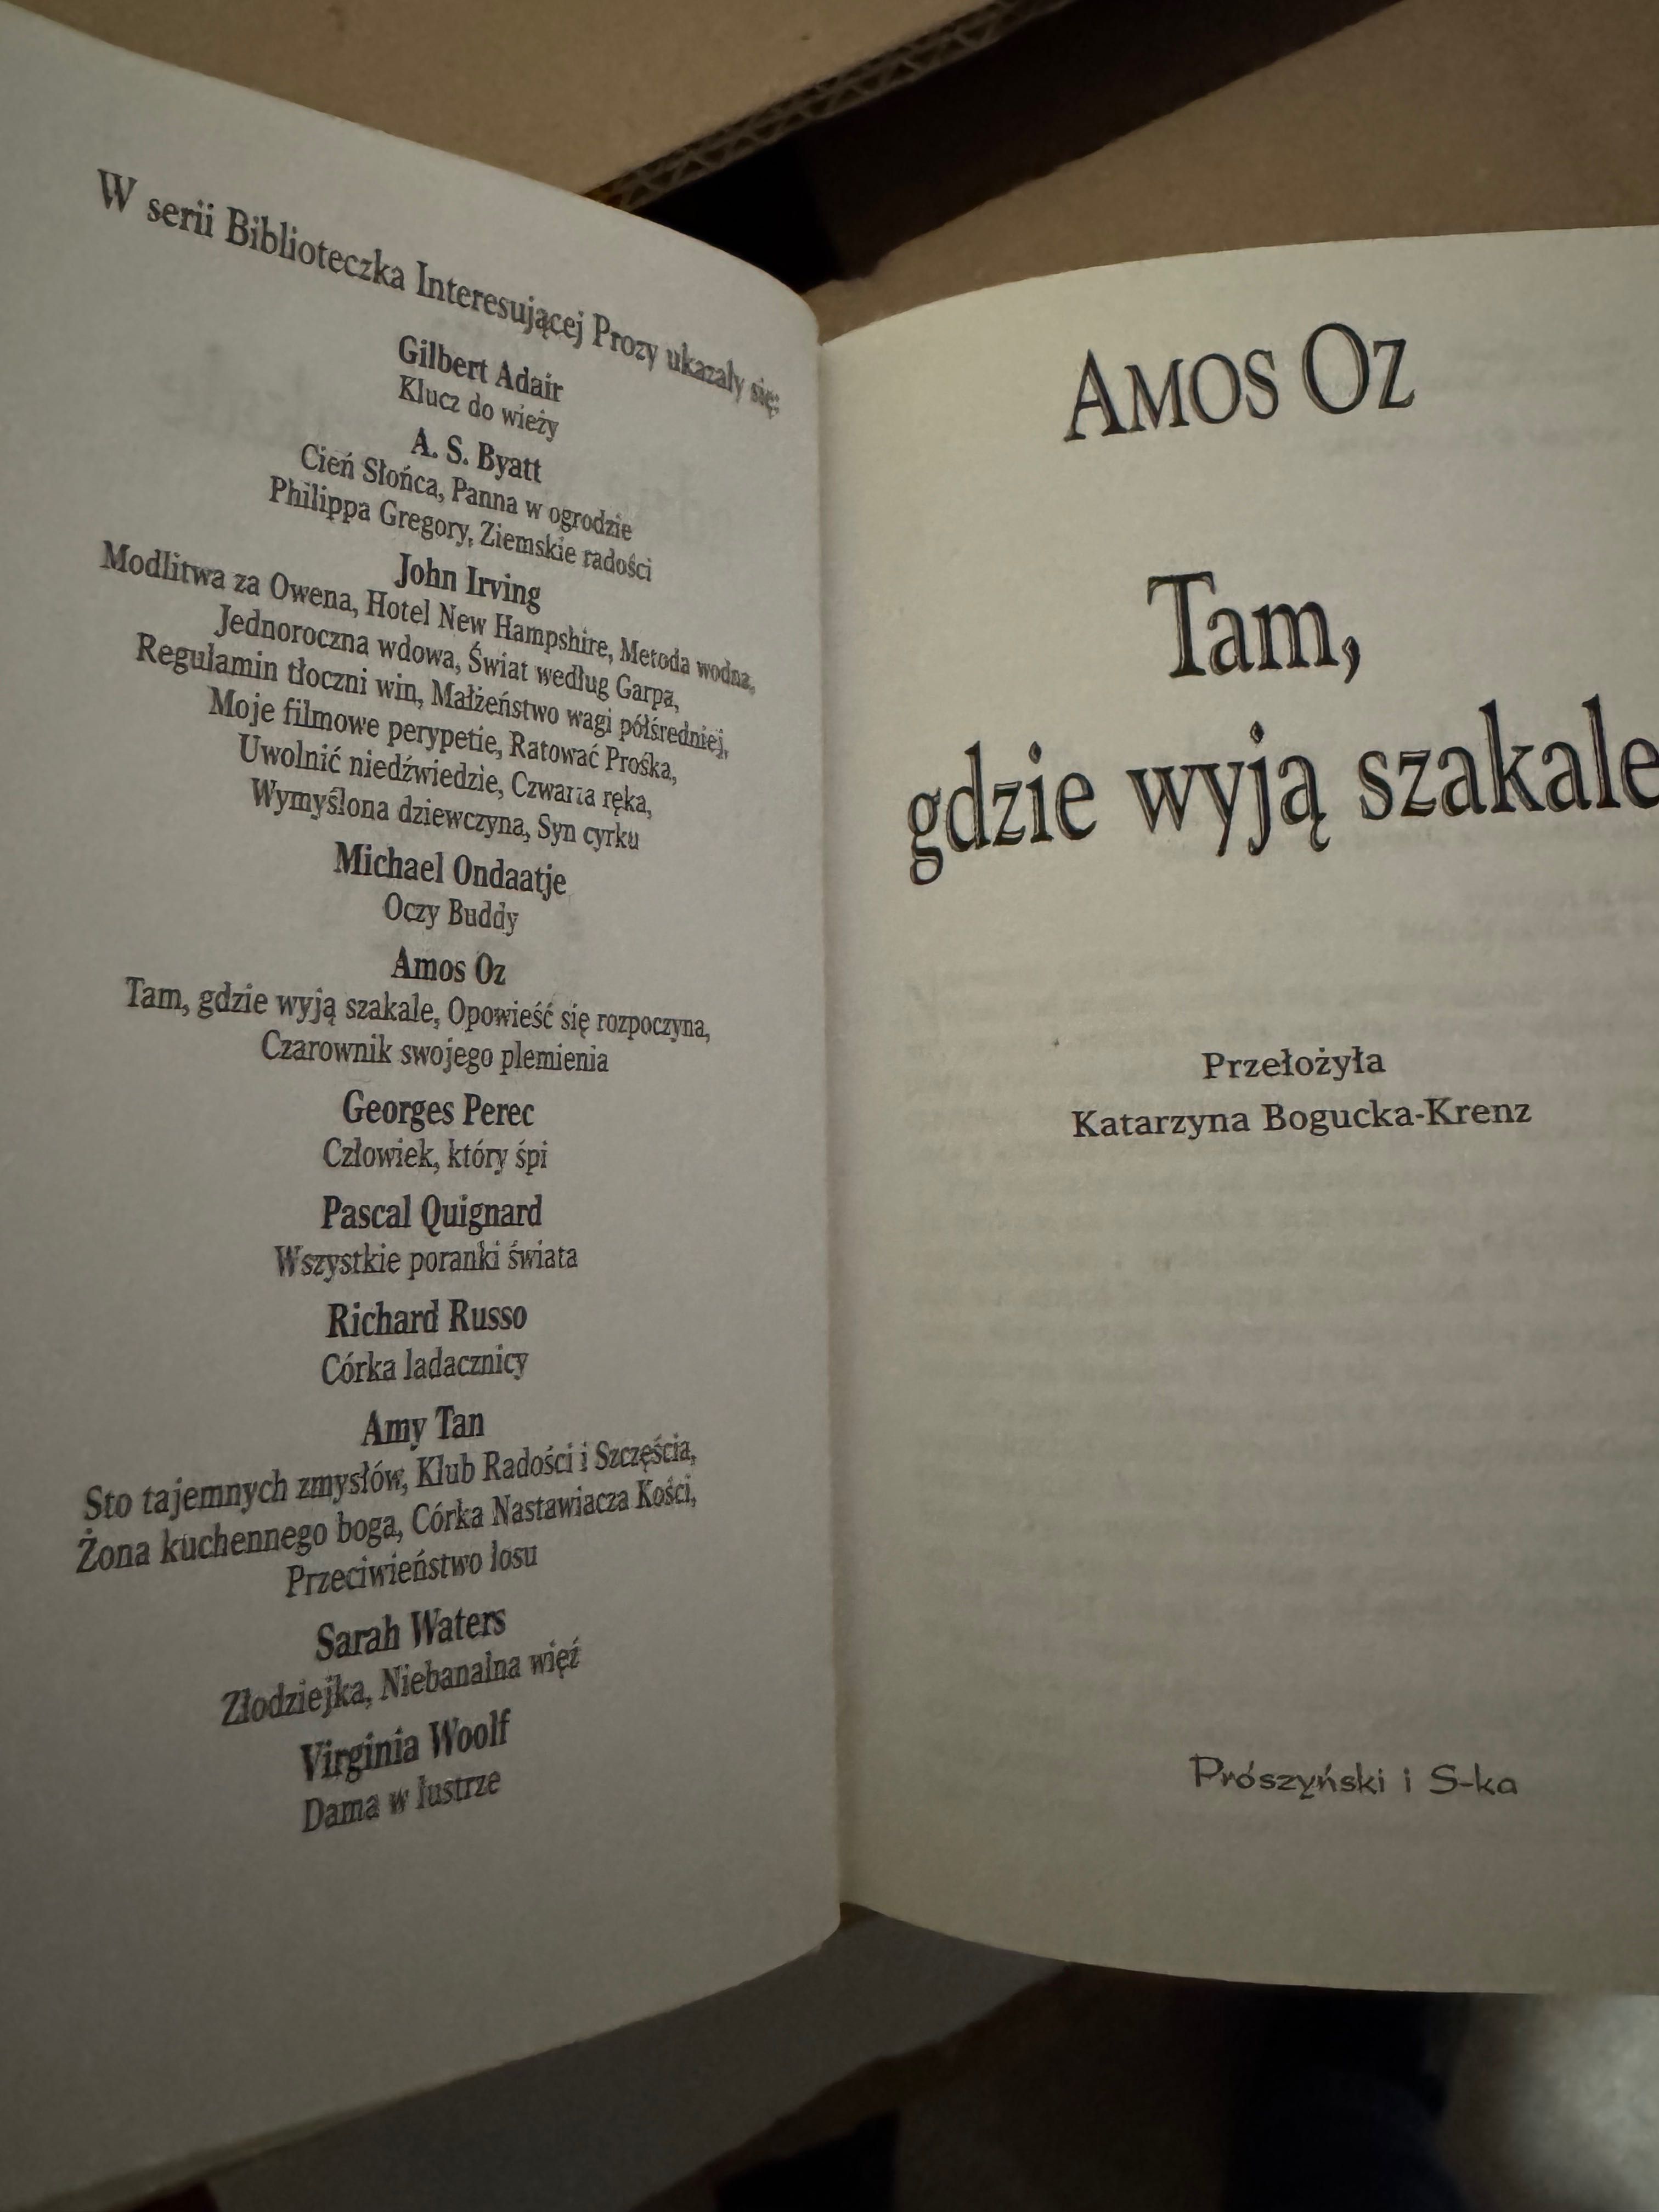 W serii Biblioteczka Interesującej Prozy ukazały się:
Gilbert Adair
Klucz do wieży
A. S. Byatt
Cień Słońca, Panna w ogrodzie
Philippa Gregory, Ziemskie radości
John Irving
Modlitwa za Owena, Hotel New Hampshire, Metoda wodna,
Jednoroczna wdowa, Świat według Garpa,
Regulamin tłoczni win, Małżeństwo wagi półśredniej,
Moje filmowe perypetie, Ratować Prośka,
Uwolnić niedźwiedzie, Czwarta ręka,
Wymyślona dziewczyna, Syn cyrku
Michael Ondaatje
Oczy Buddy
Amos Oz
Tam, gdzie wyją szakale, Opowieść się rozpoczyna,
Czarownik swojego plemienia
Georges Perec
Człowiek, który śpi
Pascal Quignard
Wszystkie poranki świata
Richard Russo
Córka ladacznicy
Amy Tan
Sto tajemnych zmysłów, Klub Radości i Szczęścia,
Żona kuchennego boga, Córka Nastawiacza Kości,
Przeciwieństwo losu
Sarah Waters
Złodziejka, Niebanalna więź
Virginia Woolf
Dama w lustrze
AMOS OZ
Tam,
gdzie wyją szakale
Przełożyła
Katarzyna Bogucka-Krenz
Prószyński i S-ka